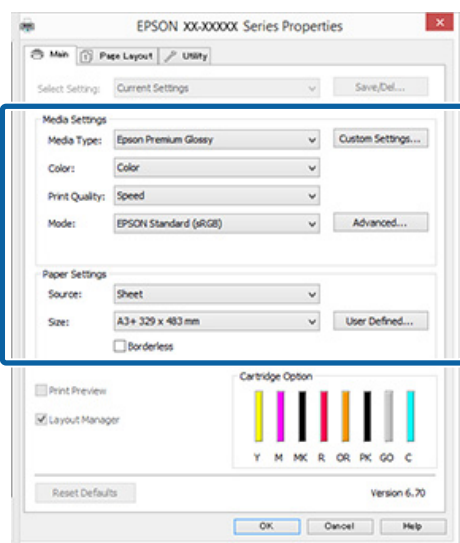 EPSON XX-XXXXX Series Properties
Main Page Layout Utility
Select Setting: Current Settings Save/Del...
Media Settings
Media Type: Epson Premium Glossy Custom Settings...
Color: Color
Print Quality: Speed
Mode: EPSON Standard (sRGB) Advanced...
Paper Settings
Source: Sheet
Size: A3+ 329 x 483 mm User Defined...
Borderless
Cartridge Option
Print Preview
Layout Manager
Y M MK R OR PK GO C
Reset Defaults Version 6.70
OK Cancel Help